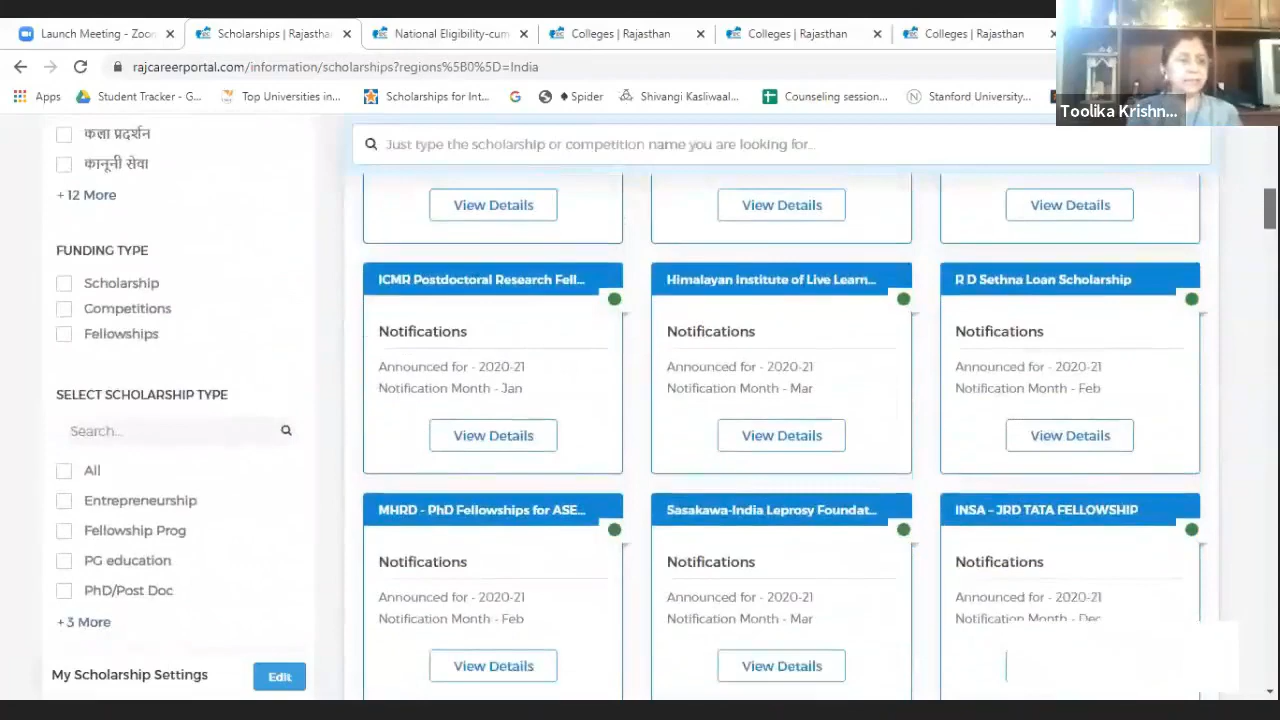 Launch Meeting - Zoon
Scholarships | Rajasthan
National Eligibility-cum
Colleges | Rajasthan
Colleges | Rajasthan
Colleges | Rajasthan
rajcareerportal.com/information/scholarships?regions%5B0%5D=India
Apps
Student Tracker - G...
Top Universities in...
Scholarships for Int...
Spider
Shivangi Kasliwaal...
Counseling session...
Stanford University...
Toolika Krishn...
कला प्रदर्शन
कानूनी सेवा
+ 12 More
FUNDING TYPE
Scholarship
Competitions
Fellowships
SELECT SCHOLARSHIP TYPE
Search...
All
Entrepreneurship
Fellowship Prog
PG education
PhD/Post Doc
+ 3 More
My Scholarship Settings
Edit
Just type the scholarship or competition name you are looking for...
View Details
View Details
View Details
ICMR Postdoctoral Research Fell...
Notifications
Announced for - 2020-21
Notification Month - Jan
View Details
Himalayan Institute of Live Learn...
Notifications
Announced for - 2020-21
Notification Month - Mar
View Details
R D Sethna Loan Scholarship
Notifications
Announced for - 2020-21
Notification Month - Feb
View Details
MHRD - PhD Fellowships for ASE...
Notifications
Announced for - 2020-21
Notification Month - Feb
View Details
Sasakawa-India Leprosy Foundat...
Notifications
Announced for - 2020-21
Notification Month - Mar
View Details
INSA – JRD TATA FELLOWSHIP
Notifications
Announced for - 2020-21
Notification Month - Dec